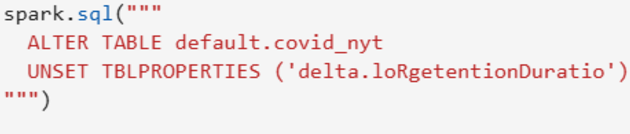 spark.sql("""
ALTER TABLE default.covid_nyt
UNSET TBLPROPERTIES ('delta.loRgetentionDuratio')
""")